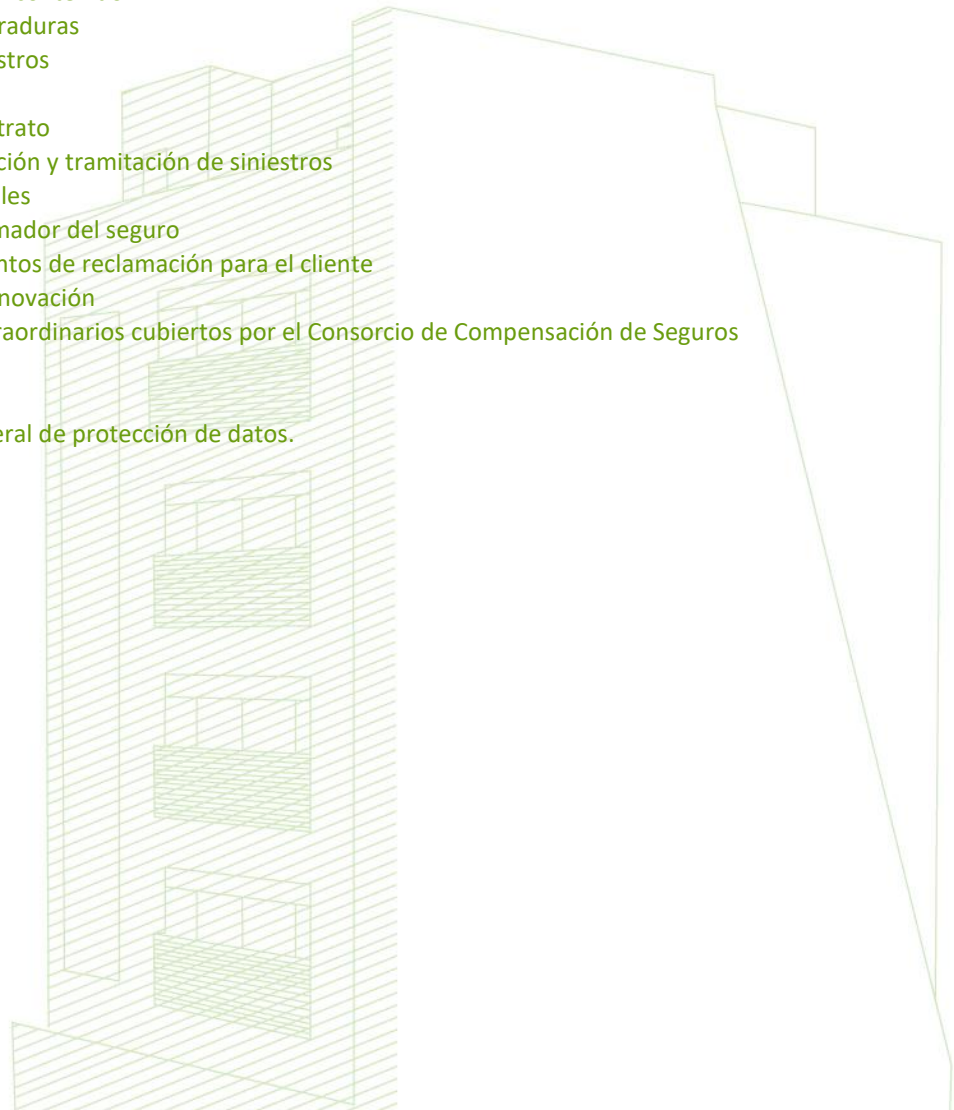 raduras
stros
trato
ción y tramitación de siniestros
les
mador del seguro
ntos de reclamación para el cliente
novación
raordinarios cubiertos por el Consorcio de Compensación de Seguros
eral de protección de datos.